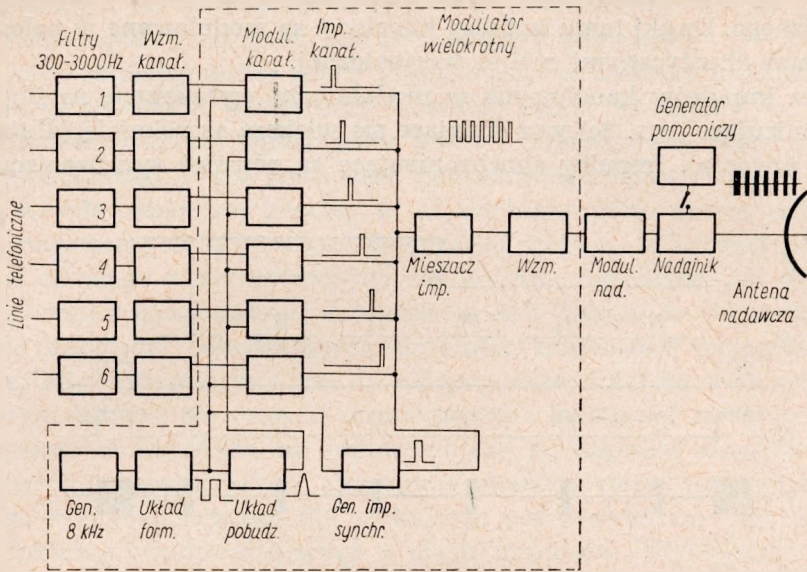 Filtry
300-3000Hz
Wzm.
kanał.
Modul.
kanał.
Imp.
kanał.
Modulator
wielokrotny
Linie telefoniczne
1
2
3
4
5
6
Generator
pomocniczy
Mieszacz
imp.
Wzm.
Modul.
nad.
Nadajnik
Antena
nadawcza
Gen.
8 kHz
Układ
form.
Układ
pobudz.
Gen. imp.
synchr.